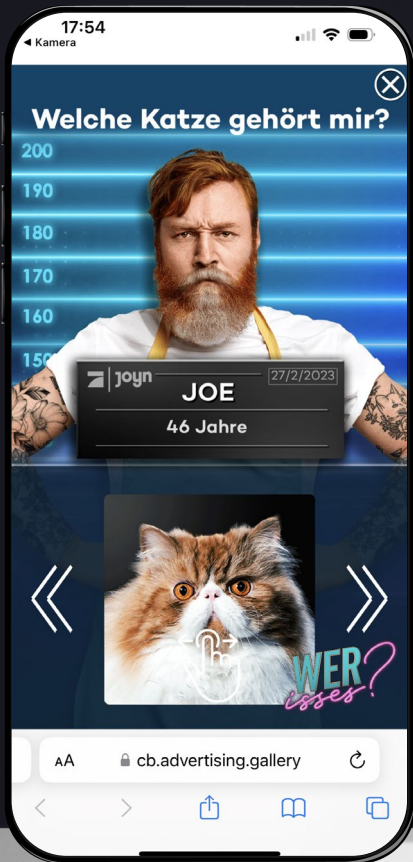 17:54
◀ Kamera
Welche Katze gehört mir?
200
190
180
170
160
150
joyn
27/2/2023
JOE
46 Jahre
WER
isses?
AA
cb.advertising.gallery